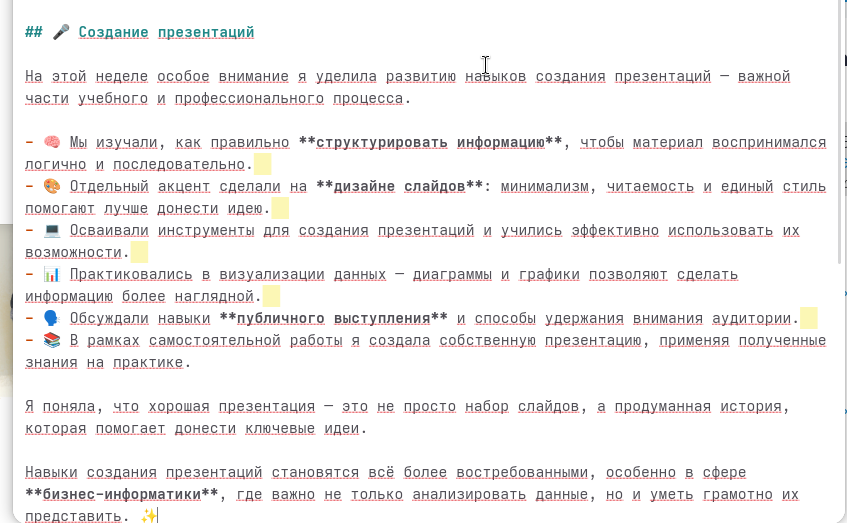 ## 🎤 Создание презентаций
На этой неделе особое внимание я уделила развитию навыков создания презентаций — важной
части учебного и профессионального процесса.
- 🧠 Мы изучали, как правильно **структурировать информацию**, чтобы материал воспринимался
логично и последовательно.
- 🎨 Отдельный акцент сделали на **дизайне слайдов**: минимализм, читаемость и единый стиль
помогают лучше донести идею.
- 💻 Осваивали инструменты для создания презентаций и учились эффективно использовать их
возможности.
- 📊 Практиковались в визуализации данных — диаграммы и графики позволяют сделать
информацию более наглядной.
- 🗣️ Обсуждали навыки **публичного выступления** и способы удержания внимания аудитории.
- 📚 В рамках самостоятельной работы я создала собственную презентацию, применяя полученные
знания на практике.
Я поняла, что хорошая презентация — это не просто набор слайдов, а продуманная история,
которая помогает донести ключевые идеи.
Навыки создания презентаций становятся всё более востребованными, особенно в сфере
**бизнес-информатики**, где важно не только анализировать данные, но и уметь грамотно их
представить. ✨